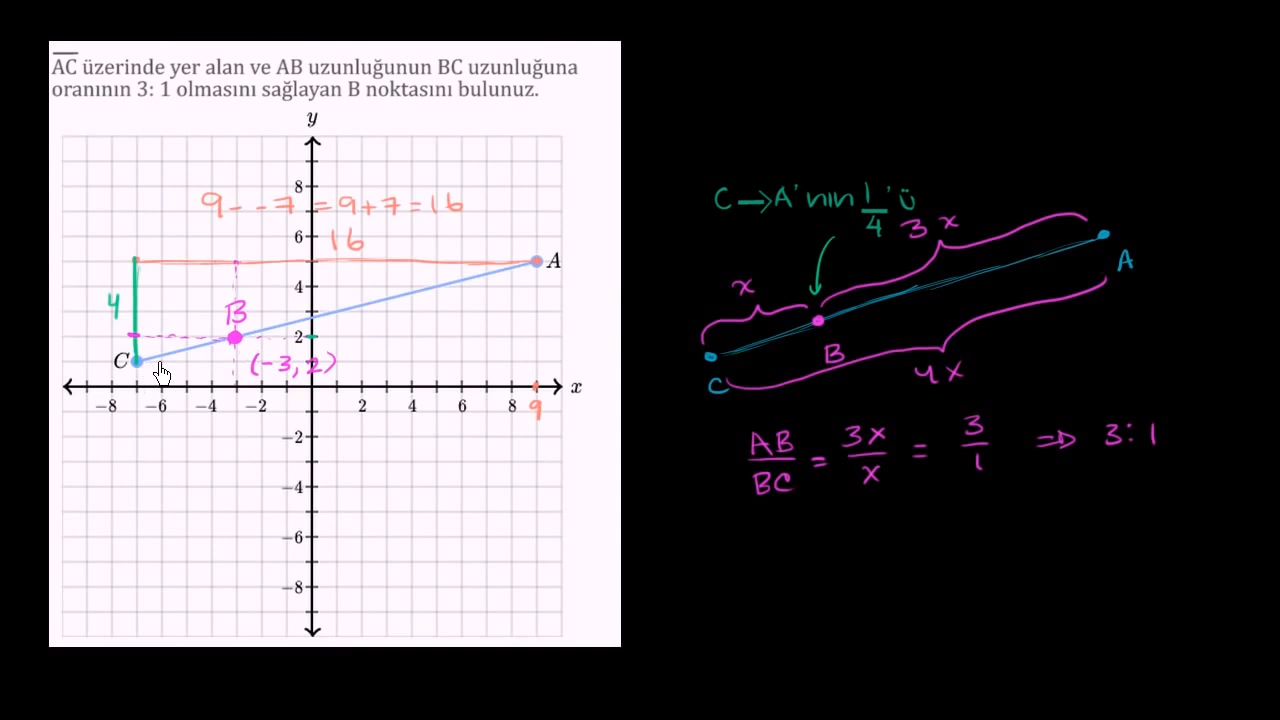 AC üzerinde yer alan ve AB uzunluğunun BC uzunluğuna
oranının 3: 1 olmasını sağlayan B noktasını bulunuz.
y
8
9 - - 7 = 9 + 7 = 16
6
16
A
4
4
B
2
C
(-3, 2)
x
-8 -6 -4 -2 2 4 6 8
9
-2
-4
-6
-8
C → A'nın 1/4'ü
3x
x
A
B
C
4x
AB/BC = 3x/x = 3/1 ⇒ 3:1